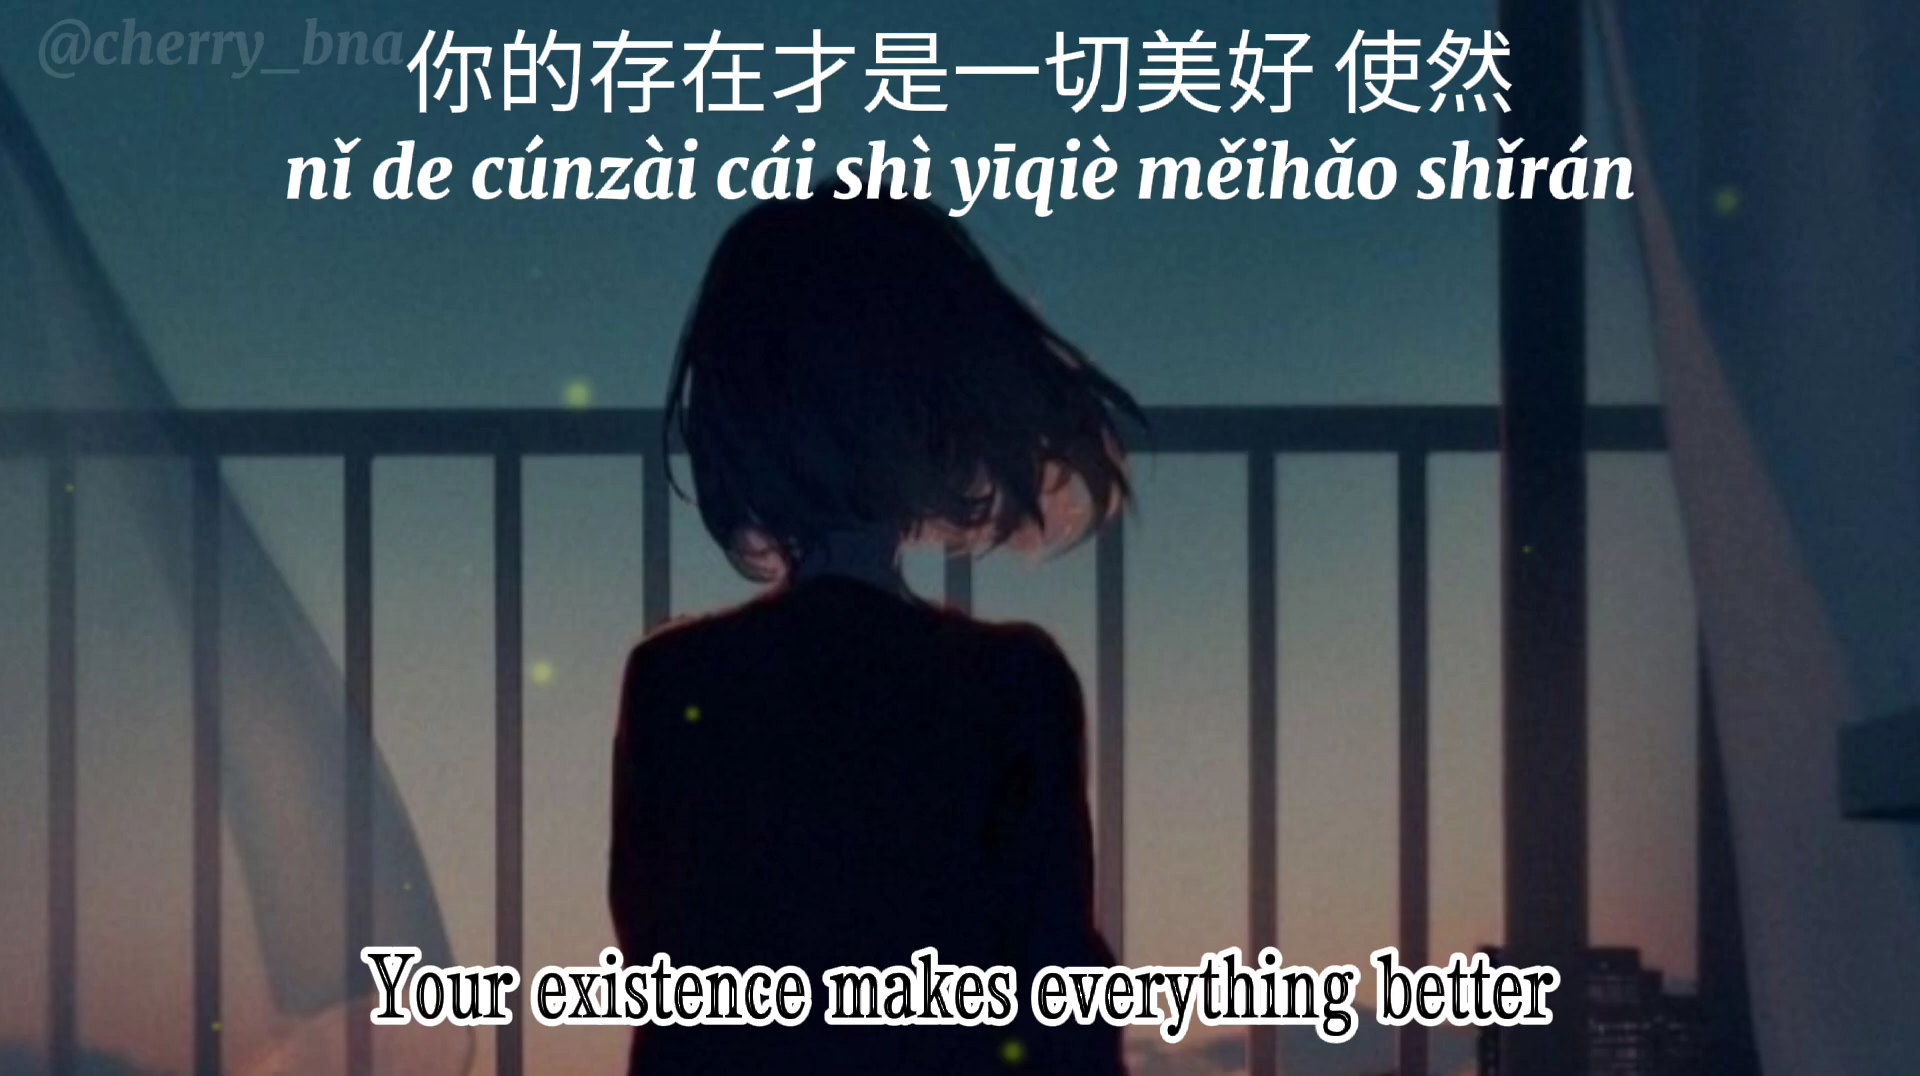 @cherry_bna
你的存在才是一切美好 使然
nǐ de cúnzài cái shì yīqiè měihǎo shǐrán
Your existence makes everything better